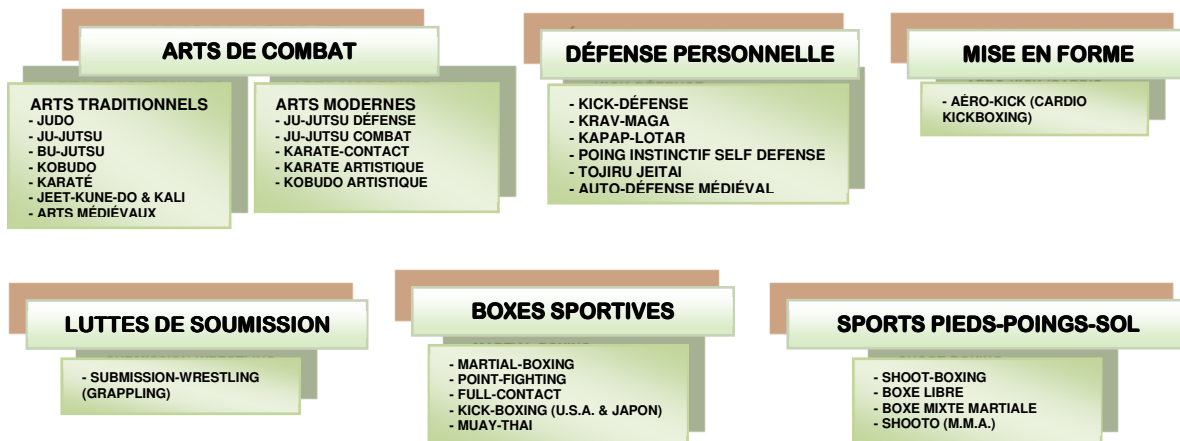 ARTS DE COMBAT
ARTS TRADITIONNELS
- JUDO
- JU-JUTSU
- BU-JUTSU
- KOBUDO
- KARATÉ
- JEET-KUNE-DO & KALI
- ARTS MÉDIÉVAUX
ARTS MODERNES
- JU-JUTSU DÉFENSE
- JU-JUTSU COMBAT
- KARATE-CONTACT
- KARATE ARTISTIQUE
- KOBUDO ARTISTIQUE
DÉFENSE PERSONNELLE
- KICK-DÉFENSE
- KRAV-MAGA
- KAPAP-LOTAR
- POING INSTINCTIF SELF DEFENSE
- TOJIRU JEITAI
- AUTO-DÉFENSE MÉDIÉVAL
MISE EN FORME
- AÉRO-KICK (CARDIO
KICKBOXING)
LUTTES DE SOUMISSION
- SUBMISSION-WRESTLING
(GRAPPLING)
BOXES SPORTIVES
- MARTIAL-BOXING
- POINT-FIGHTING
- FULL-CONTACT
- KICK-BOXING (U.S.A. & JAPON)
- MUAY-THAI
SPORTS PIEDS-POINGS-SOL
- SHOOT-BOXING
- BOXE LIBRE
- BOXE MIXTE MARTIALE
- SHOOTO (M.M.A.)